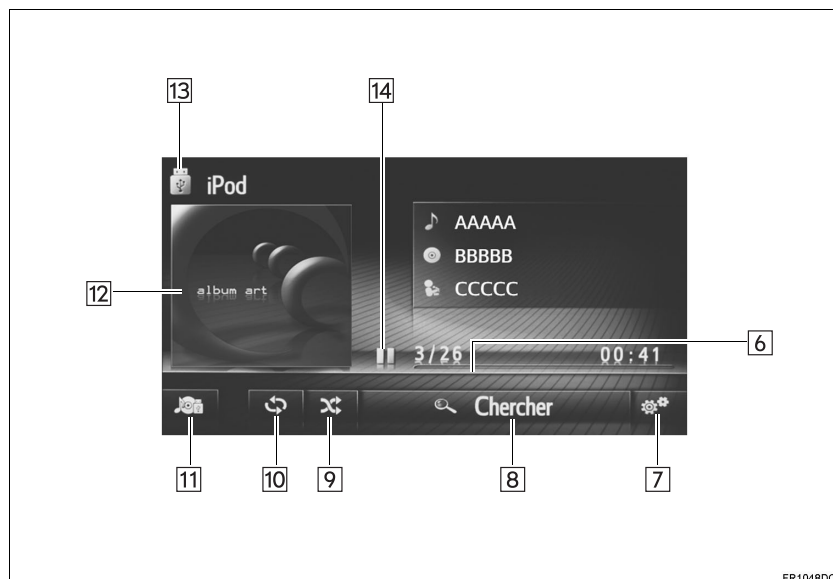 13
14
iPod
AAAAA
BBBBB
CCCCC
album art
12
3/26
00:41
6
Chercher
11
10
9
8
7
FR1048DC